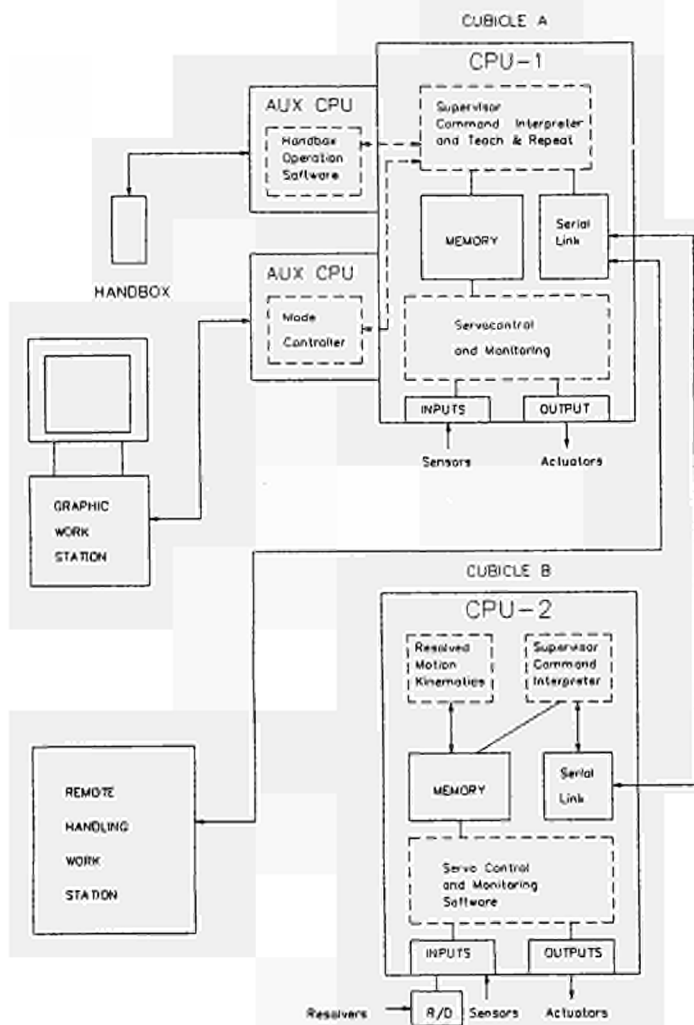 CUBICLE A
CPU-1
AUX CPU
Supervisor
Command Interpreter
and Teach & Repeat
Handbox
Operation
Software
MEMORY
Serial
Link
HANDBOX
AUX CPU
Mode
Controller
Servocontrol
and Monitoring
INPUTS
OUTPUT
Sensors
Actuators
GRAPHIC
WORK
STATION
CUBICLE B
CPU-2
Resolved
Motion
Kinematics
Supervisor
Command
Interpreter
MEMORY
Serial
Link
REMOTE
HANDLING
WORK
STATION
Servo Control
and Monitoring
Software
INPUTS
OUTPUTS
Resolvers
R/D
Sensors
Actuators